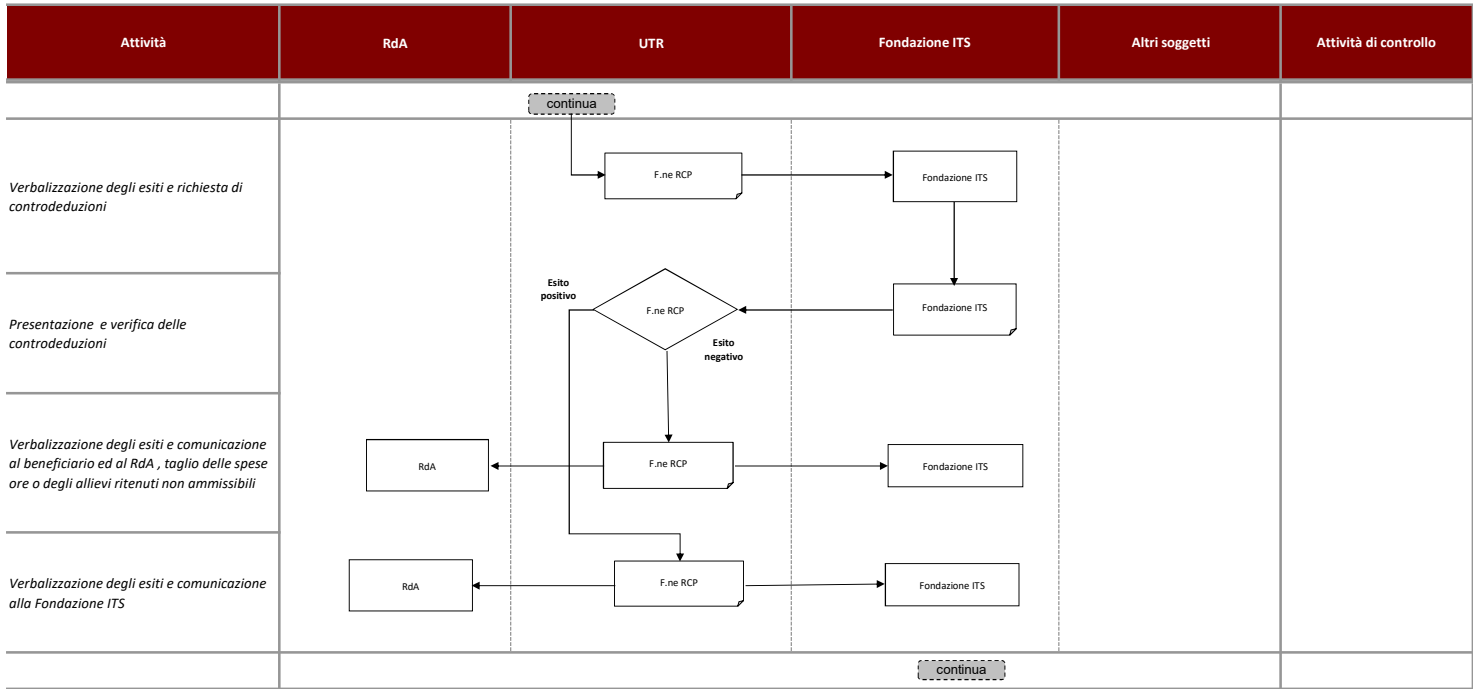 Attività
RdA
UTR
Fondazione ITS
Altri soggetti
Attività di controllo
continua
Verbalizzazione degli esiti e richiesta di
controdeduzioni
F.ne RCP
Fondazione ITS
Presentazione e verifica delle
controdeduzioni
Esito
positivo
F.ne RCP
Esito
negativo
Fondazione ITS
Verbalizzazione degli esiti e comunicazione
al beneficiario ed al RdA , taglio delle spese
ore o degli allievi ritenuti non ammissibili
RdA
F.ne RCP
Fondazione ITS
Verbalizzazione degli esiti e comunicazione
alla Fondazione ITS
RdA
F.ne RCP
Fondazione ITS
continua